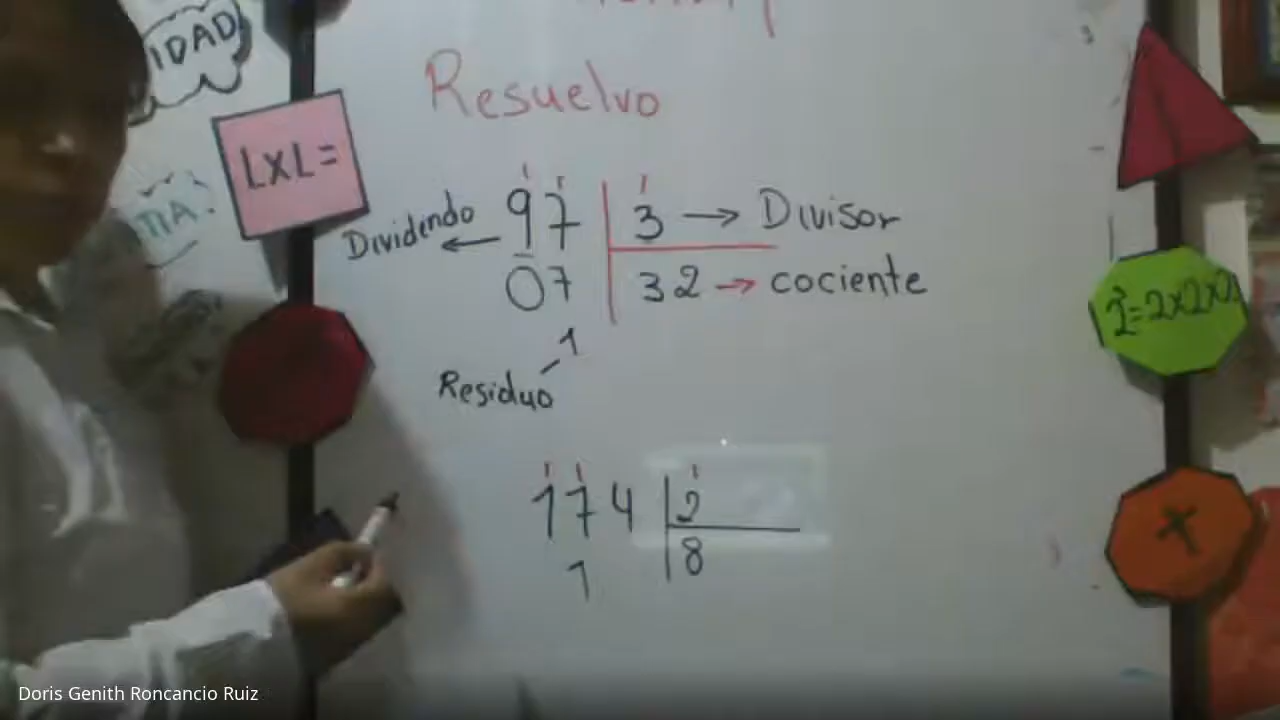 IDAD
LXL=
TIA.
Resuelvo
97 3 → Divisor
Dividendo ←
07 32 → cociente
1
Residuo
174 2
1 8
x
Doris Genith Roncancio Ruiz